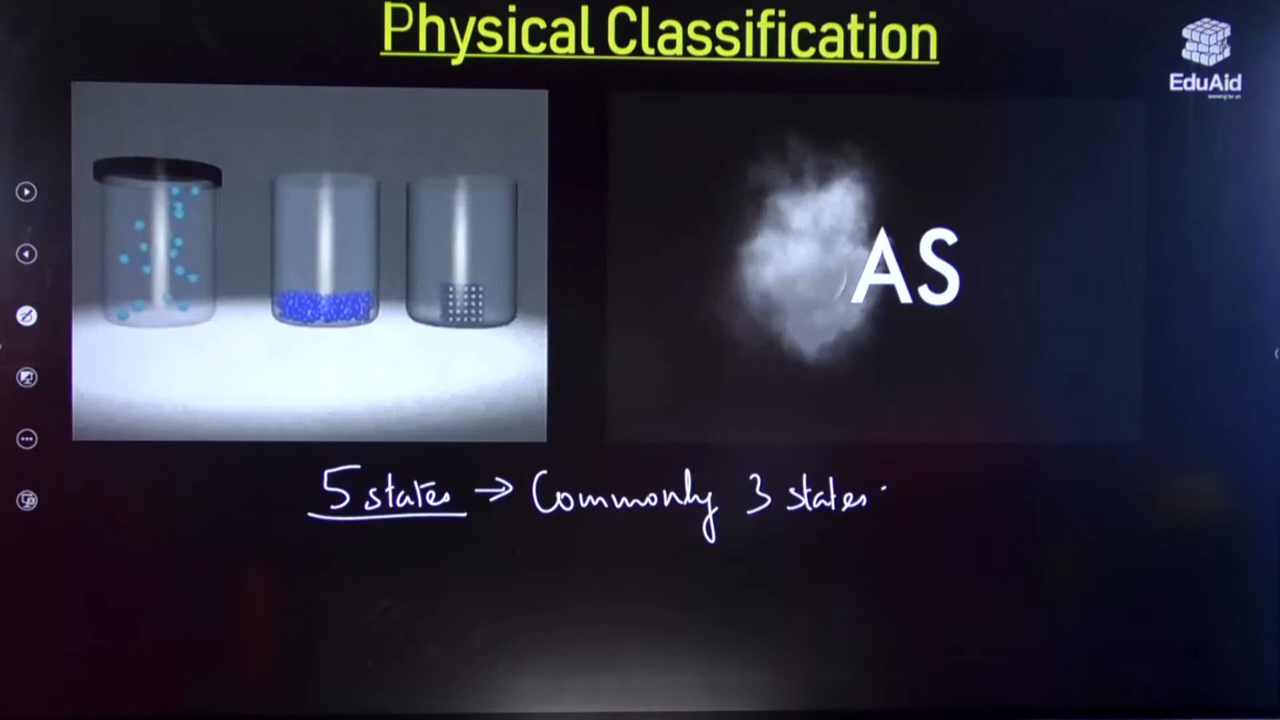 Physical Classification
EduAid
AS
5 states → Commonly 3 states.